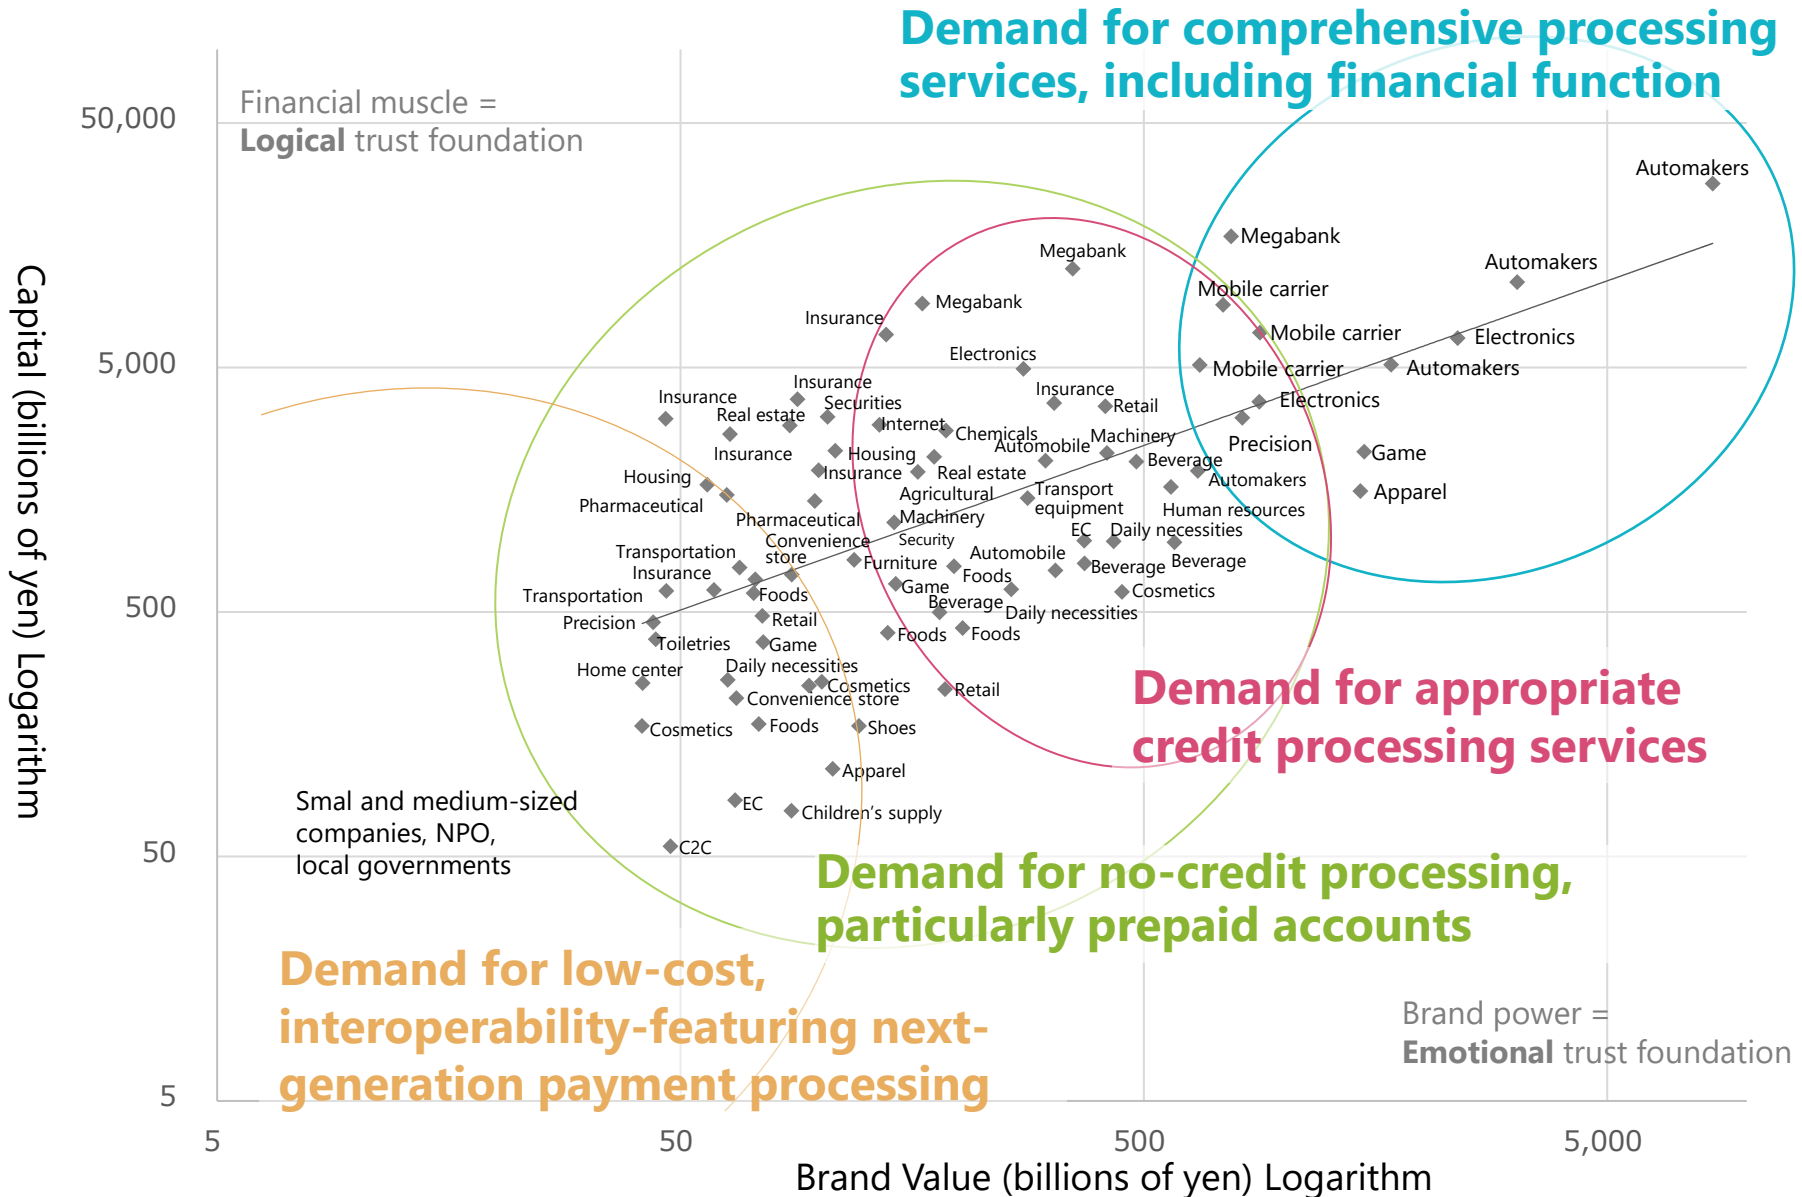 Demand for comprehensive processing
services, including financial function
Financial muscle =
Logical trust foundation
50,000
5,000
500
50
5
Capital (billions of yen) Logarithm
Automakers
Megabank
Megabank
Automakers
Mobile carrier
Megabank
Insurance
Mobile carrier
Electronics
Electronics
Mobile carrier
Automakers
Insurance
Insurance
Insurance
Real estate
Securities
Retail
Electronics
Internet
Chemicals
Machinery
Precision
Insurance
Housing
Automobile
Beverage
Game
Housing
Insurance
Real estate
Automakers
Pharmaceutical
Agricultural
Machinery
Transport
equipment
Apparel
Pharmaceutical
Human resources
Convenience
store
Security
EC
Daily necessities
Transportation
Insurance
Furniture
Automobile
Beverage
Beverage
Transportation
Foods
Game
Foods
Cosmetics
Beverage
Daily necessities
Precision
Retail
Foods
Foods
Toiletries
Game
Home center
Daily necessities
Cosmetics
Retail
Convenience store
Cosmetics
Foods
Shoes
Apparel
EC
Children’s supply
C2C
Smal and medium-sized
companies, NPO,
local governments
Demand for appropriate
credit processing services
Demand for no-credit processing,
particularly prepaid accounts
Demand for low-cost,
interoperability-featuring next-
generation payment processing
Brand power =
Emotional trust foundation
5
50
500
5,000
Brand Value (billions of yen) Logarithm